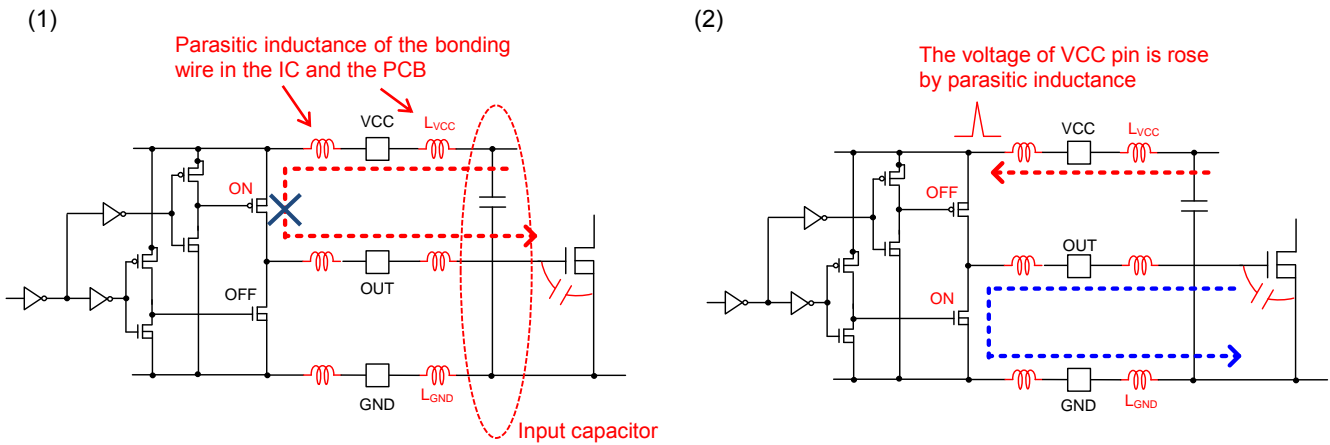 (1)
Parasitic inductance of the bonding
wire in the IC and the PCB
VCC
LVCC
ON
OFF
OUT
GND
LGND
Input capacitor
(2)
The voltage of VCC pin is rose
by parasitic inductance
VCC
LVCC
OFF
OUT
ON
GND
LGND